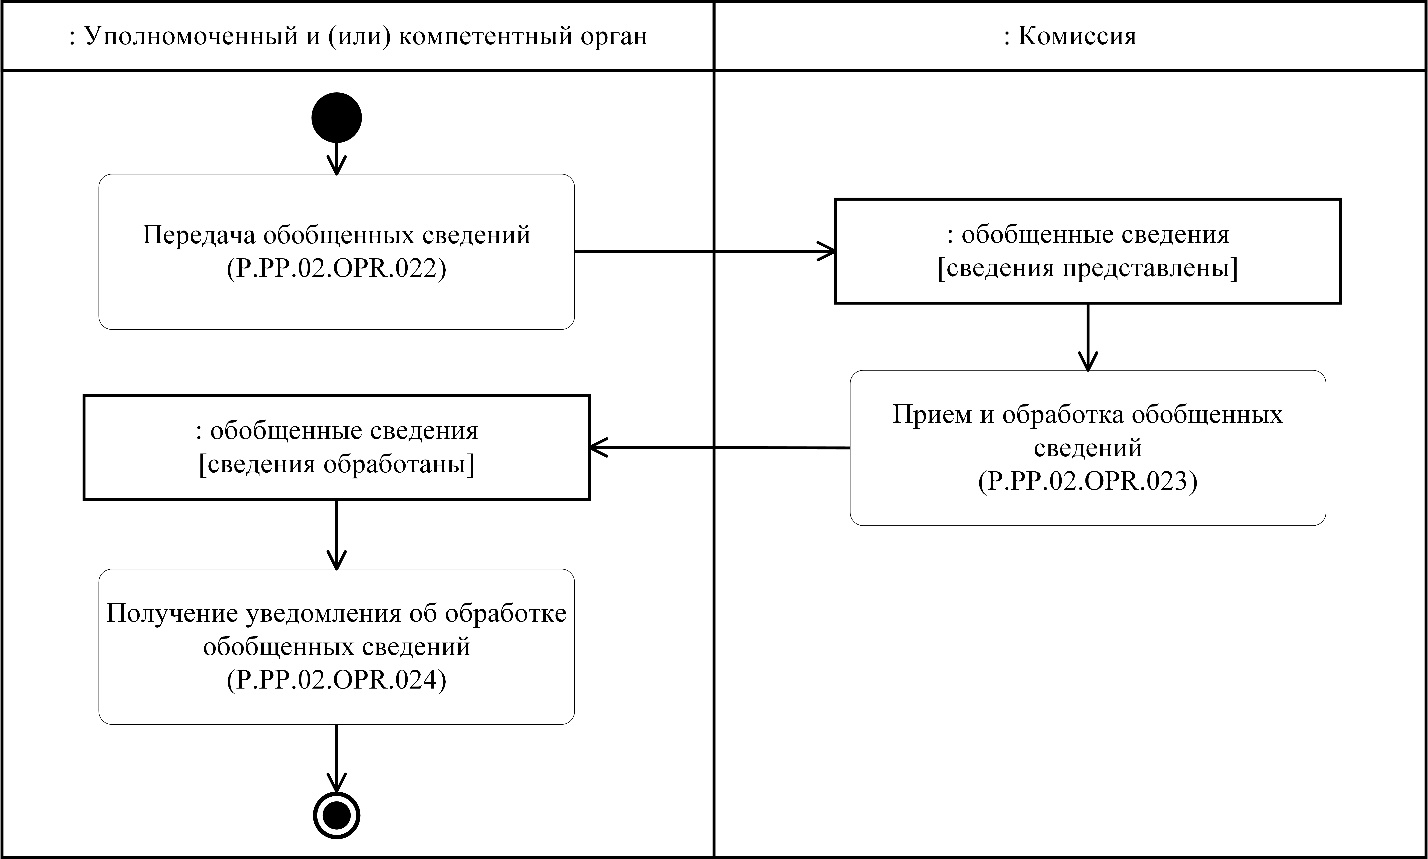 : Уполномоченный и (или) компетентный орган
: Комиссия
Передача обобщенных сведений
(P.PP.02.OPR.022)
: обобщенные сведения
[сведения представлены]
Прием и обработка обобщенных
сведений
(P.PP.02.OPR.023)
: обобщенные сведения
[сведения обработаны]
Получение уведомления об обработке
обобщенных сведений
(P.PP.02.OPR.024)